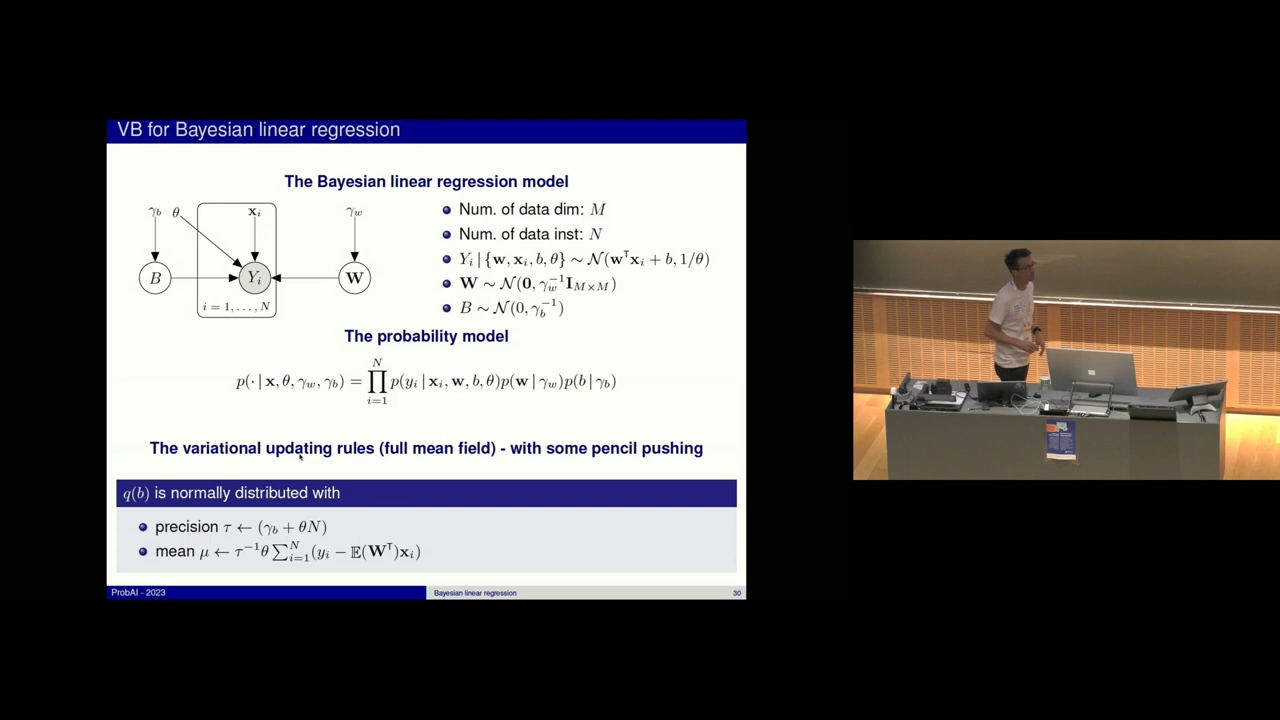 VB for Bayesian linear regression
The Bayesian linear regression model
γ_b θ x_i γ_w
B Y_i W
i = 1, . . . , N
Num. of data dim: M
Num. of data inst: N
Y_i | {w, x_i, b, θ} ∼ N(w^T x_i + b, 1/θ)
W ∼ N(0, γ_w^{-1} I_{M×M})
B ∼ N(0, γ_b^{-1})
The probability model
p(· | x, θ, γ_w, γ_b) = ∏_{i=1}^{N} p(y_i | x_i, w, b, θ)p(w | γ_w)p(b | γ_b)
The variational updating rules (full mean field) - with some pencil pushing
q(b) is normally distributed with
precision τ ← (γ_b + θN)
mean μ ← τ^{-1}θ ∑_{i=1}^{N}(y_i − 𝔼(W^T)x_i)
ProbAI - 2023 Bayesian linear regression 30